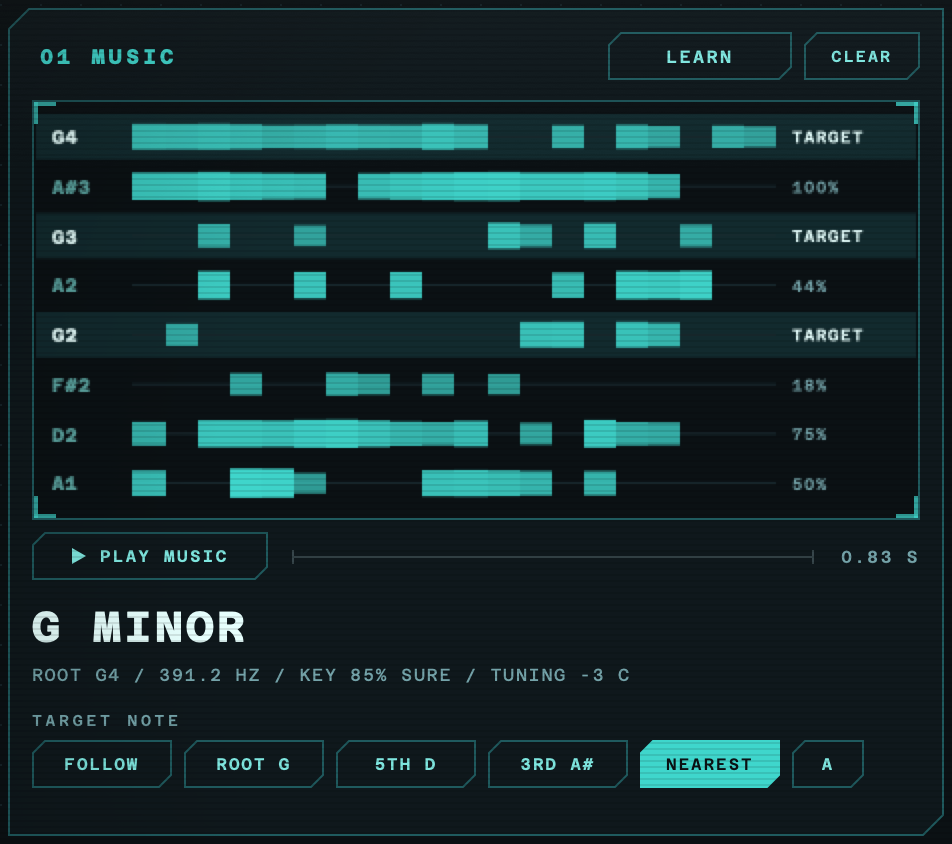 01 MUSIC
LEARN
CLEAR
G4 TARGET
A#3 100%
G3 TARGET
A2 44%
G2 TARGET
F#2 18%
D2 75%
A1 50%
PLAY MUSIC
0.83 S
G MINOR
ROOT G4 / 391.2 HZ / KEY 85% SURE / TUNING -3 C
TARGET NOTE
FOLLOW
ROOT G
5TH D
3RD A#
NEAREST
A